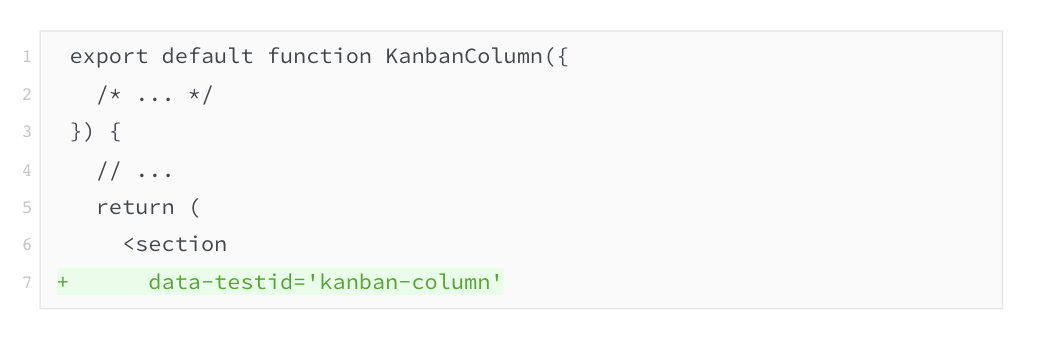 1 export default function KanbanColumn({
2   /* ... */
3 }) {
4   // ...
5   return (
6     <section
7 +      data-testid='kanban-column'